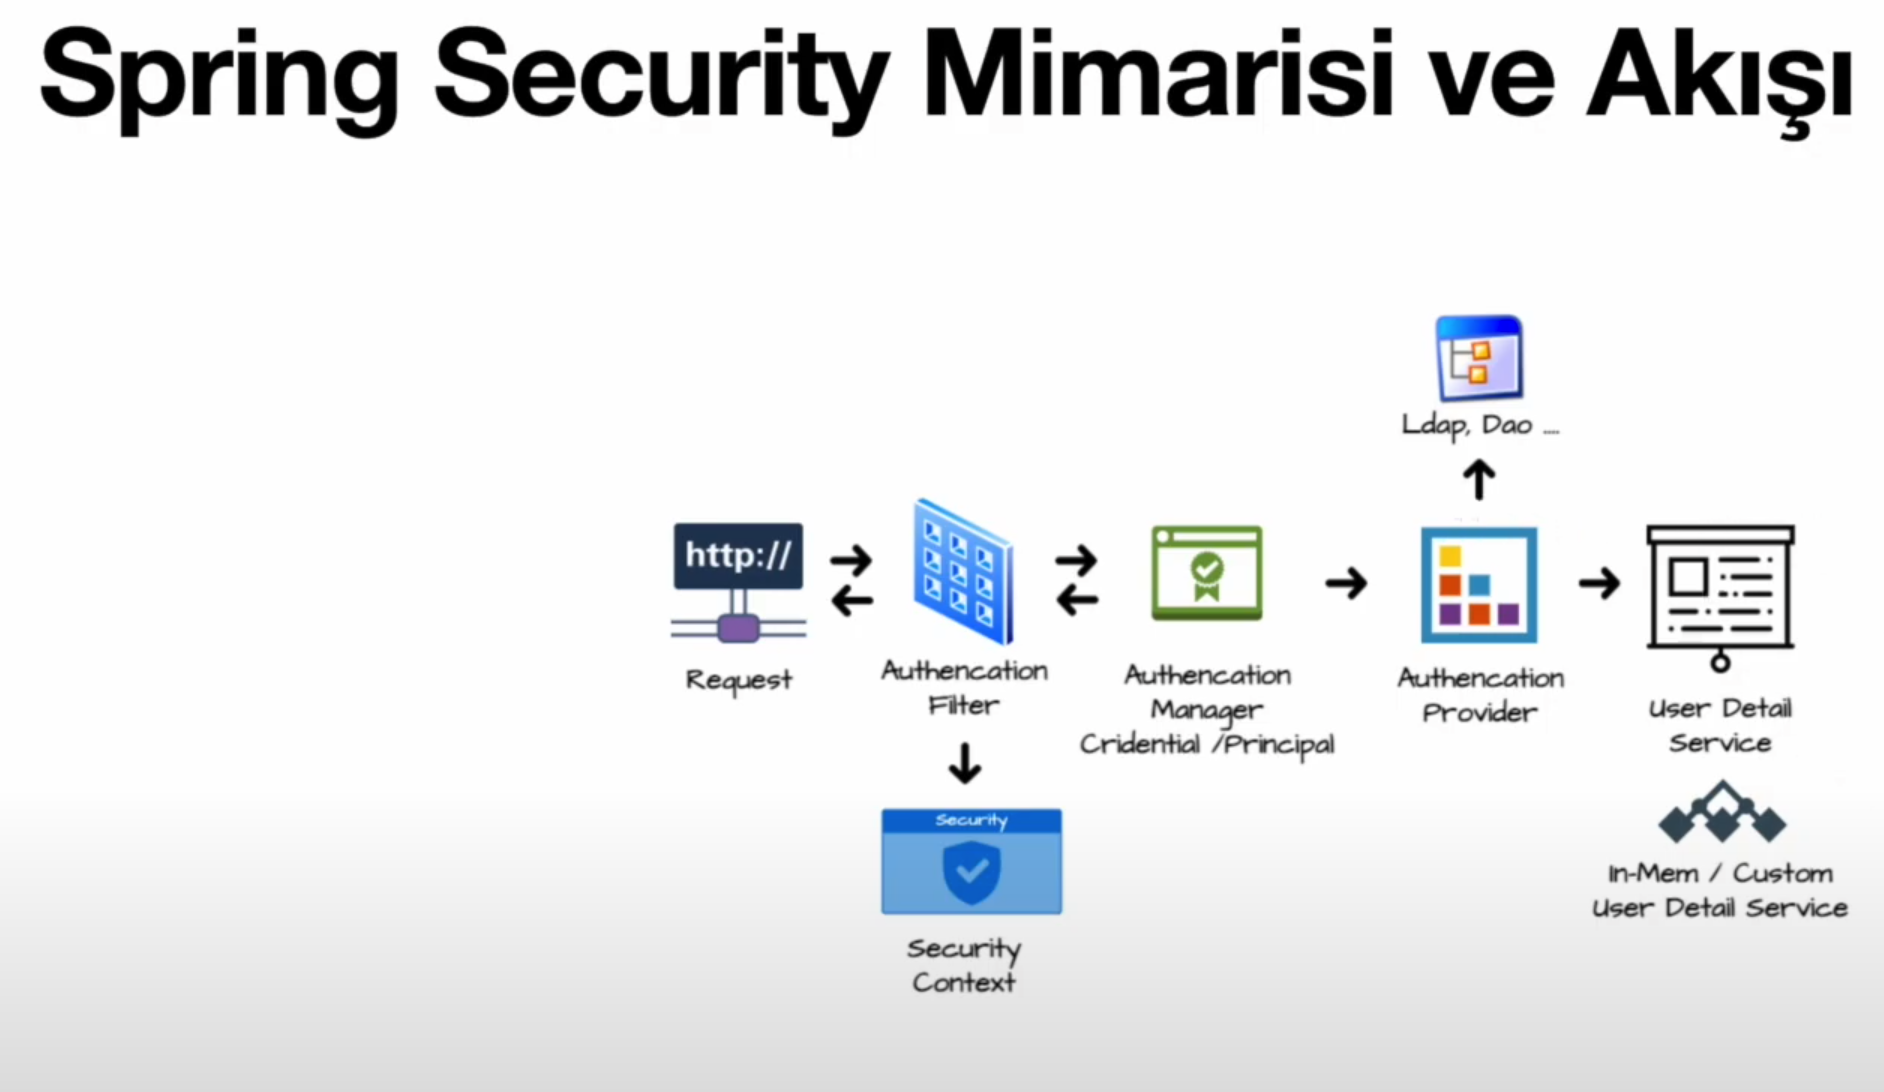 Spring Security Mimarisi ve Akışı
Ldap, Dao ....
http://
Request
Authencation
Filter
Authencation
Manager
Cridential /Principal
Authencation
Provider
User Detail
Service
Security
Security
Context
In-Mem / Custom
User Detail Service